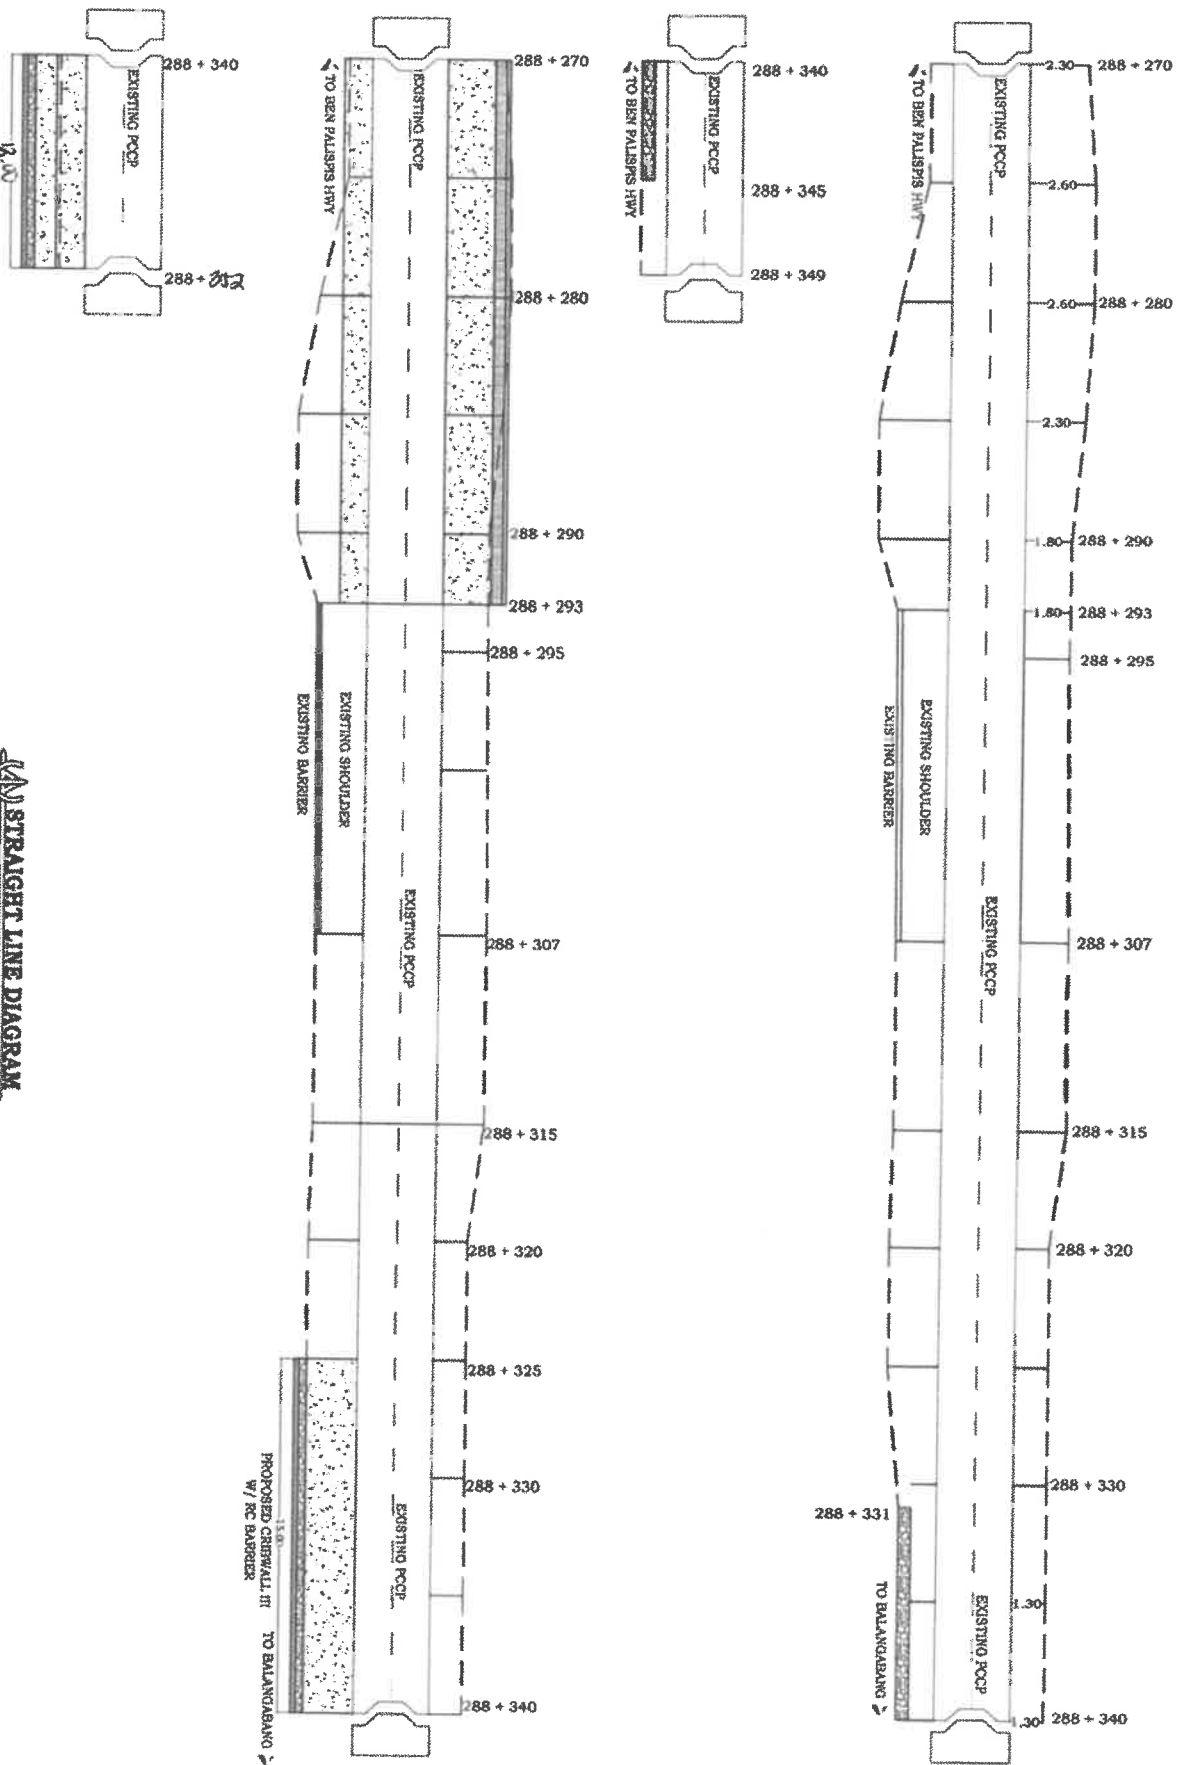 288 + 340
EXISTING PCCP
12.00
288 + 352
288 + 270
EXISTING PCCP
TO BEN PALISPIS HWY
288 + 280
288 + 290
288 + 293
288 + 295
EXISTING SHOULDER
EXISTING BARRIER
288 + 307
EXISTING PCCP
288 + 315
288 + 320
288 + 325
288 + 330
EXISTING PCCP
15.00
PROPOSED CRIBWALL III
W/ RC BARRIER
TO BALANGABANG
288 + 340
288 + 340
EXISTING PCCP
TO BEN PALISPIS HWY
288 + 345
288 + 349
2.30
288 + 270
EXISTING PCCP
TO BEN PALISPIS HWY
2.60
2.60
288 + 280
2.30
1.80
288 + 290
1.80
288 + 293
288 + 295
EXISTING SHOULDER
EXISTING BARRIER
EXISTING PCCP
288 + 307
288 + 315
288 + 320
288 + 330
288 + 331
1.30
EXISTING PCCP
TO BALANGABANG
1.30
288 + 340
STRAIGHT LINE DIAGRAM